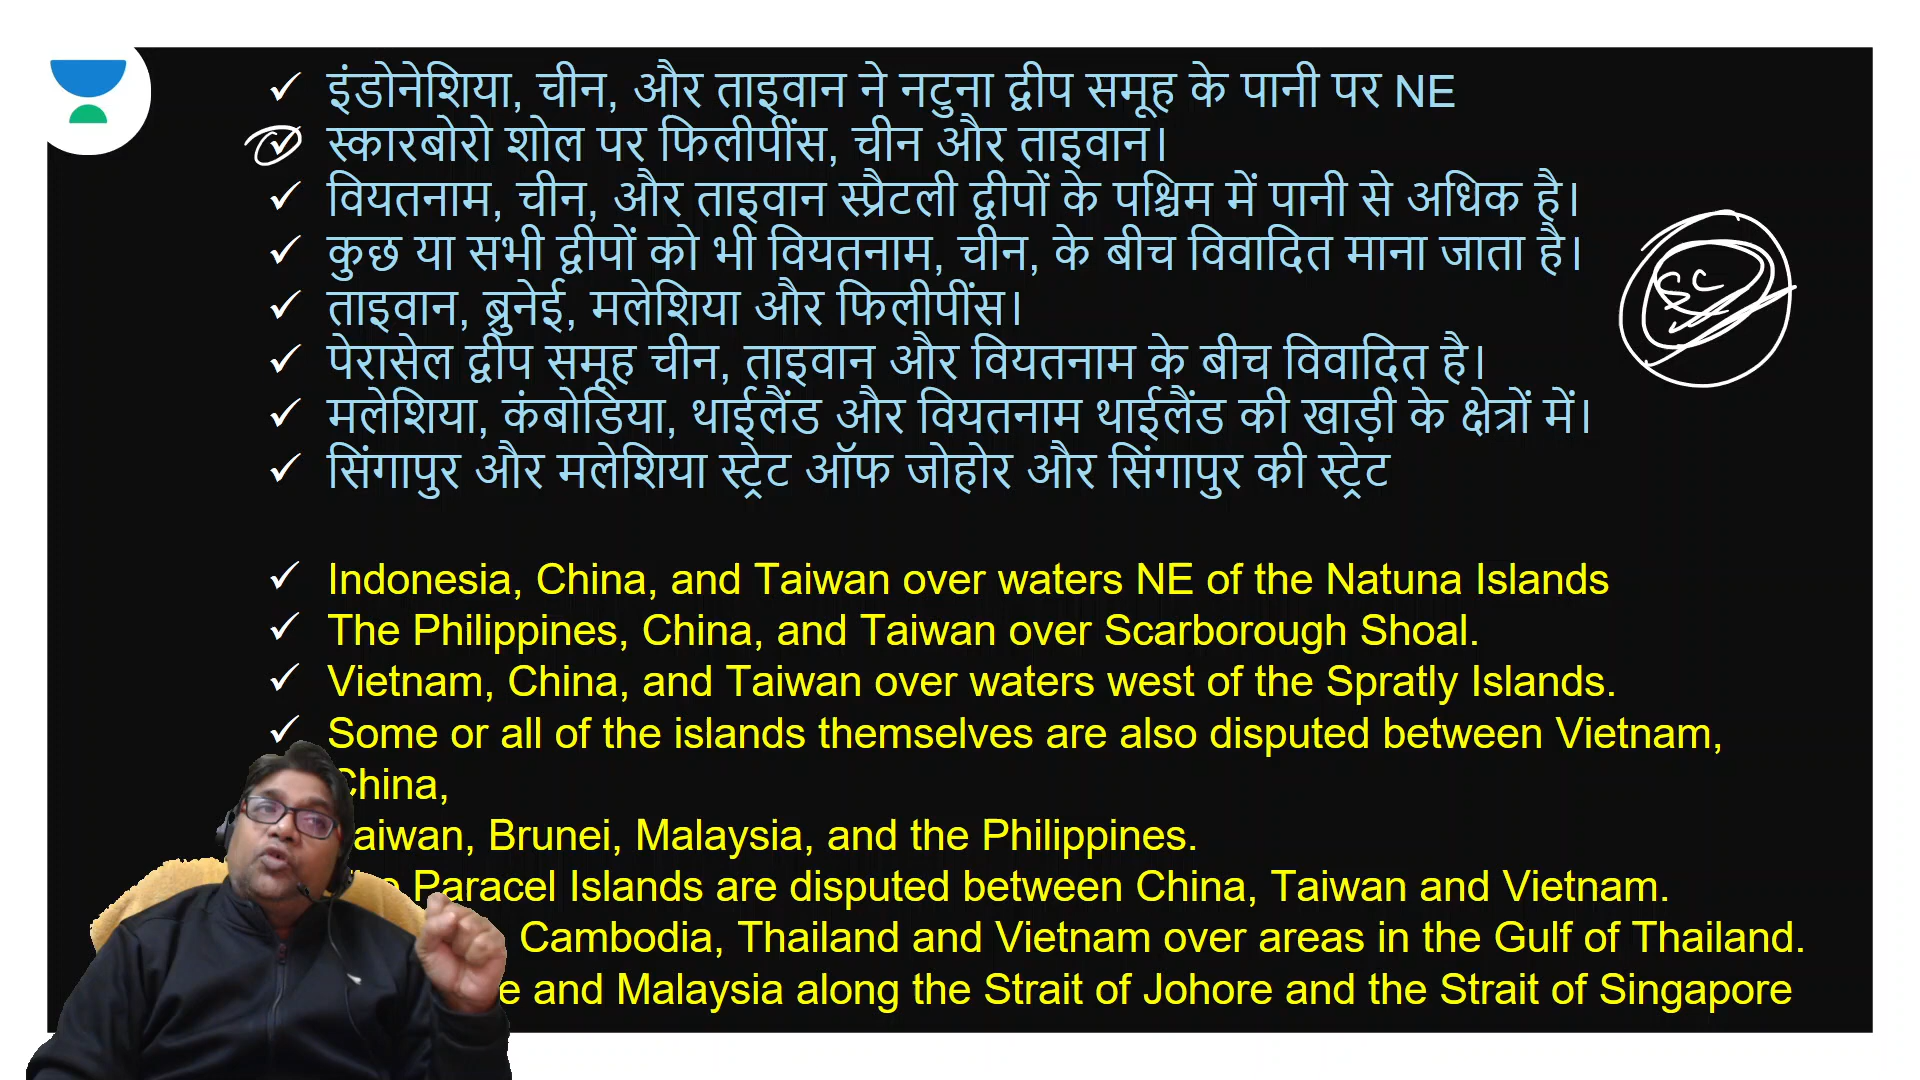 इंडोनेशिया, चीन, और ताइवान ने नटुना द्वीप समूह के पानी पर NE
स्कारबोरो शोल पर फिलीपींस, चीन और ताइवान।
वियतनाम, चीन, और ताइवान स्प्रैटली द्वीपों के पश्चिम में पानी से अधिक है।
कुछ या सभी द्वीपों को भी वियतनाम, चीन, के बीच विवादित माना जाता है।
ताइवान, ब्रुनेई, मलेशिया और फिलीपींस।
पेरासेल द्वीप समूह चीन, ताइवान और वियतनाम के बीच विवादित है।
मलेशिया, कंबोडिया, थाईलैंड और वियतनाम थाईलैंड की खाड़ी के क्षेत्रों में।
सिंगापुर और मलेशिया स्ट्रेट ऑफ जोहोर और सिंगापुर की स्ट्रेट
SC
Indonesia, China, and Taiwan over waters NE of the Natuna Islands
The Philippines, China, and Taiwan over Scarborough Shoal.
Vietnam, China, and Taiwan over waters west of the Spratly Islands.
Some or all of the islands themselves are also disputed between Vietnam,
China,
Taiwan, Brunei, Malaysia, and the Philippines.
Paracel Islands are disputed between China, Taiwan and Vietnam.
Cambodia, Thailand and Vietnam over areas in the Gulf of Thailand.
and Malaysia along the Strait of Johore and the Strait of Singapore